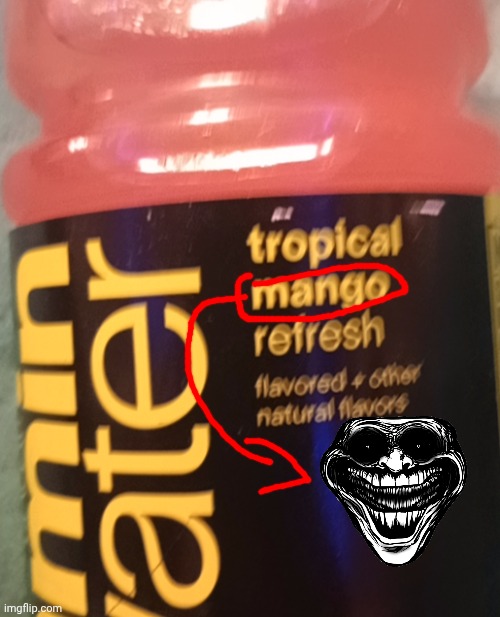 min
ater
tropical
mango
refresh
flavored + other
natural flavors
imgflip.com